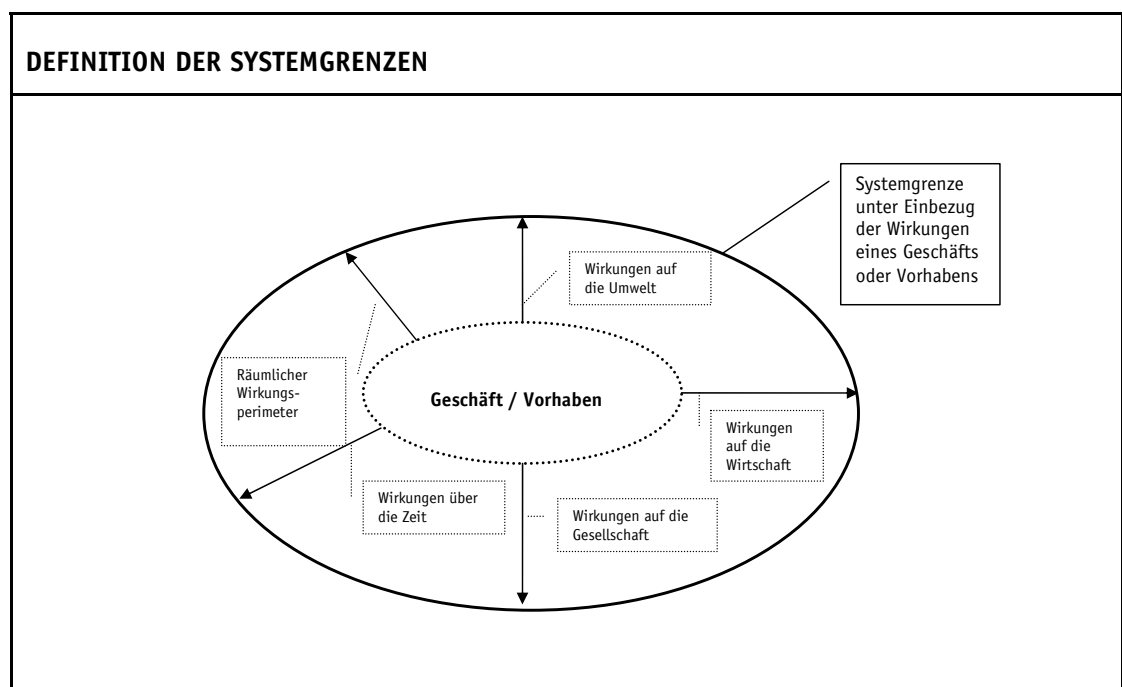 DEFINITION DER SYSTEMGRENZEN
Systemgrenze
unter Einbezug
der Wirkungen
eines Geschäfts
oder Vorhabens
Wirkungen auf
die Umwelt
Räumlicher
Wirkungs-
perimeter
Geschäft / Vorhaben
Wirkungen
auf die
Wirtschaft
Wirkungen über
die Zeit
Wirkungen auf die
Gesellschaft